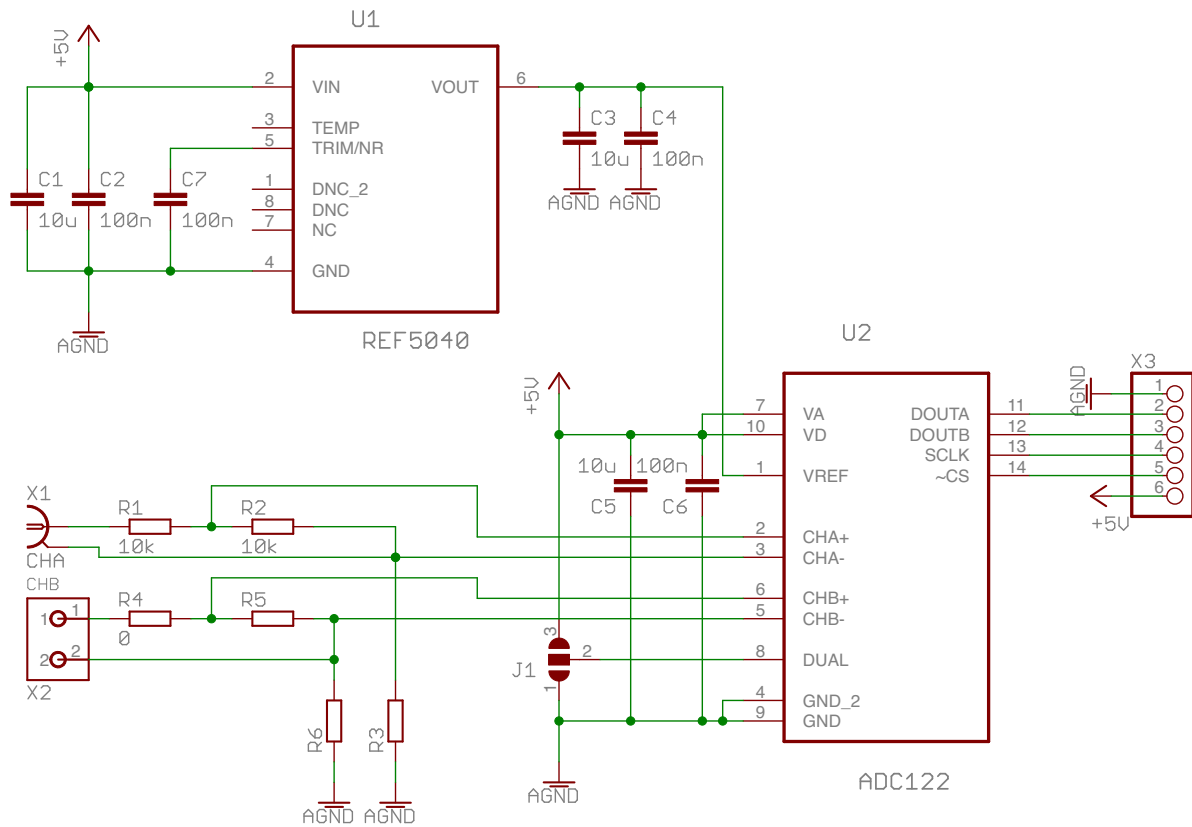 U1
+5V
2 VIN
VOUT 6
3 TEMP
5 TRIM/NR
1 DNC_2
8 DNC
7 NC
4 GND
REF5040
C1
10u
C2
100n
C7
100n
AGND
C3
10u
C4
100n
AGND
AGND
U2
+5V
7 VA
10 VD
1 VREF
2 CHA+
3 CHA-
6 CHB+
5 CHB-
8 DUAL
4 GND_2
9 GND
DOUTA 11
DOUTB 12
SCLK 13
~CS 14
ADC122
X3
AGND
1
2
3
4
5
6
+5V
10u
C5
100n
C6
X1
CHA
R1
10k
R2
10k
CHB
1 1
2 2
X2
R4
0
R5
R6
R3
AGND
AGND
J1
3
2
1
AGND